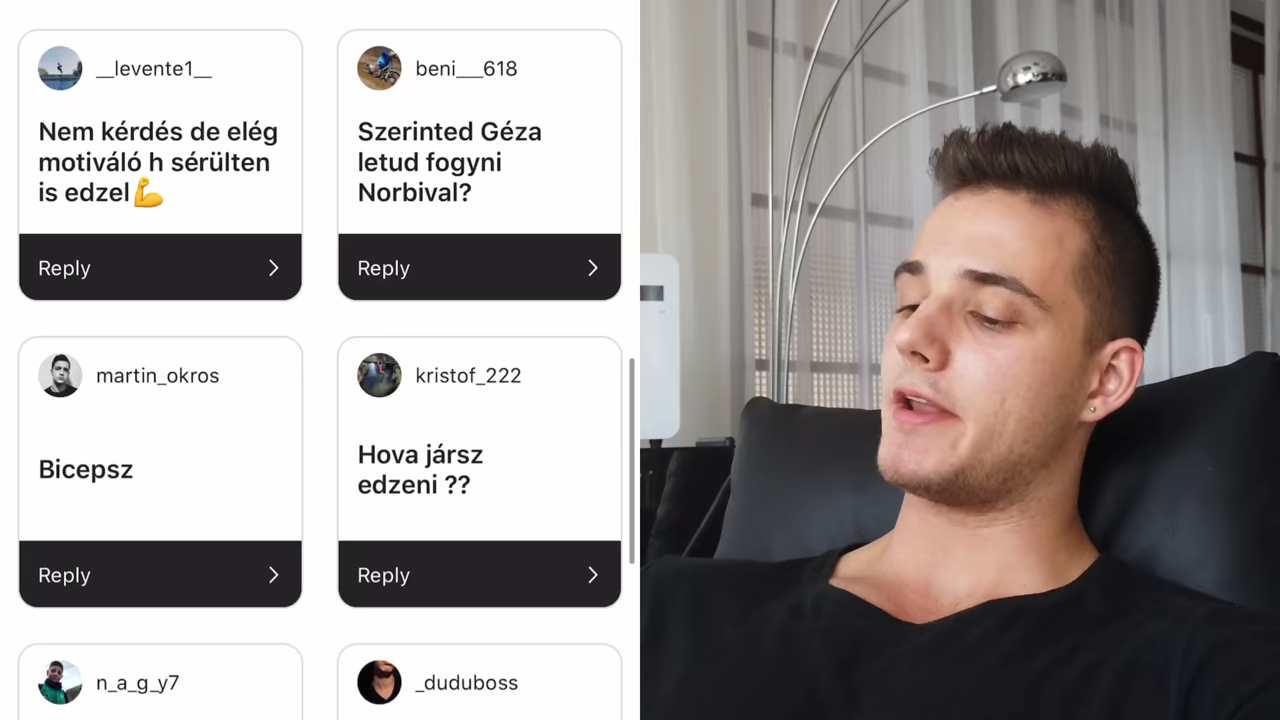 __levente1__
Nem kérdés de elég
motiváló h sérülten
is edzel💪
Reply
beni___618
Szerinted Géza
letud fogyni
Norbival?
Reply
martin_okros
Bicepsz
Reply
kristof_222
Hova jársz
edzeni ??
Reply
n_a_g_y7
_duduboss